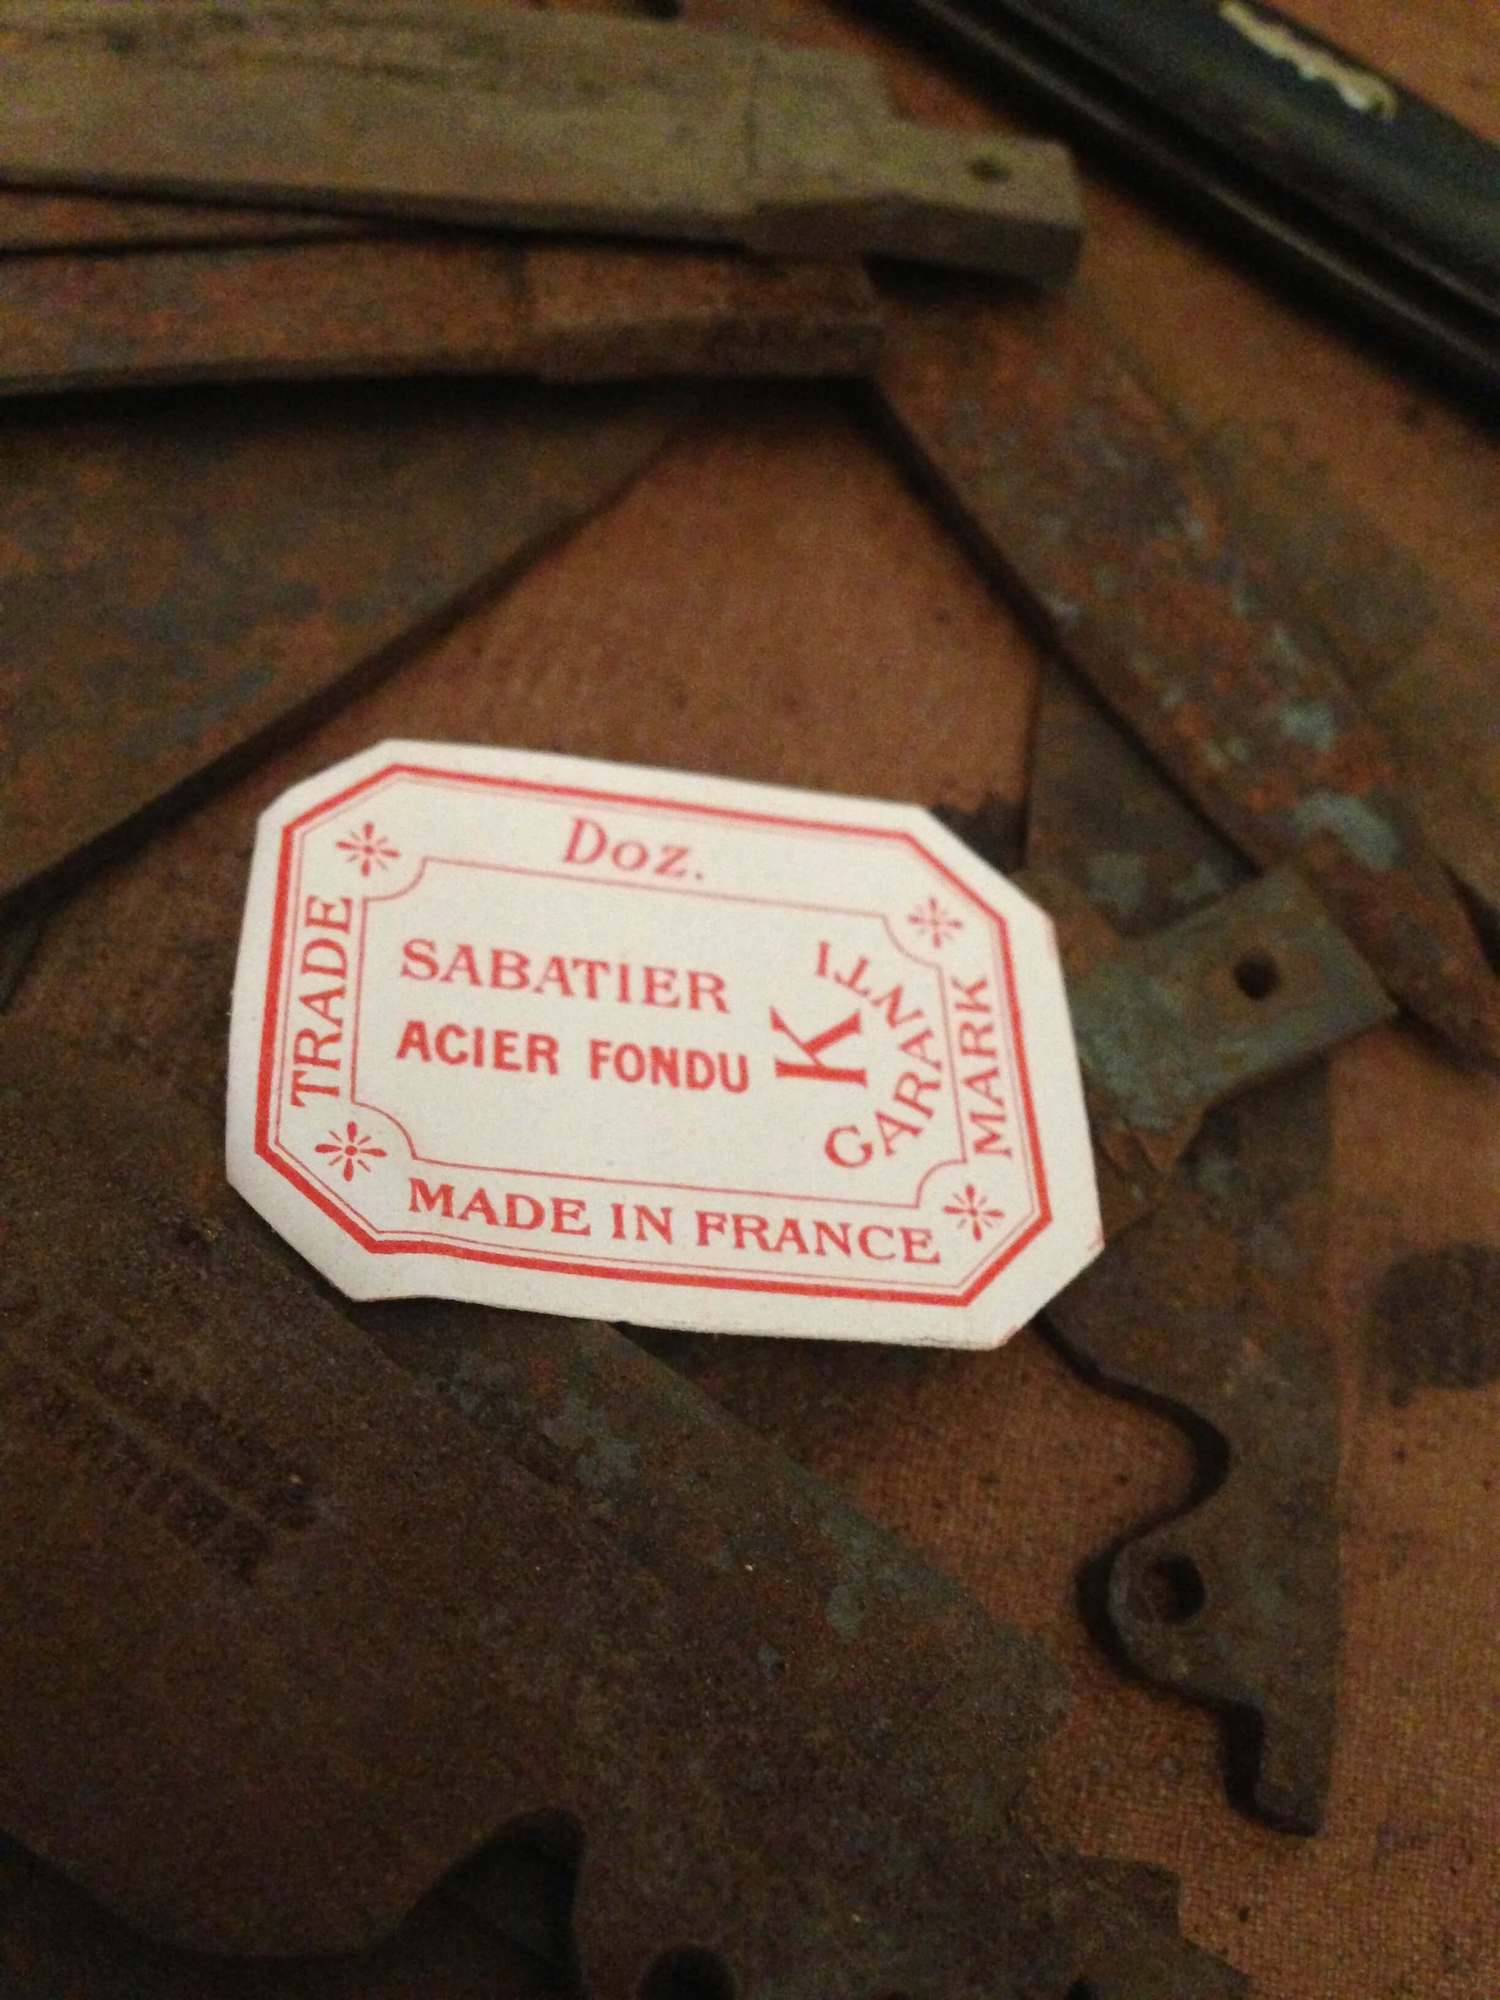 Doz.
TRADE
SABATIER
ACIER FONDU
K
GARANTI
MARK
MADE IN FRANCE